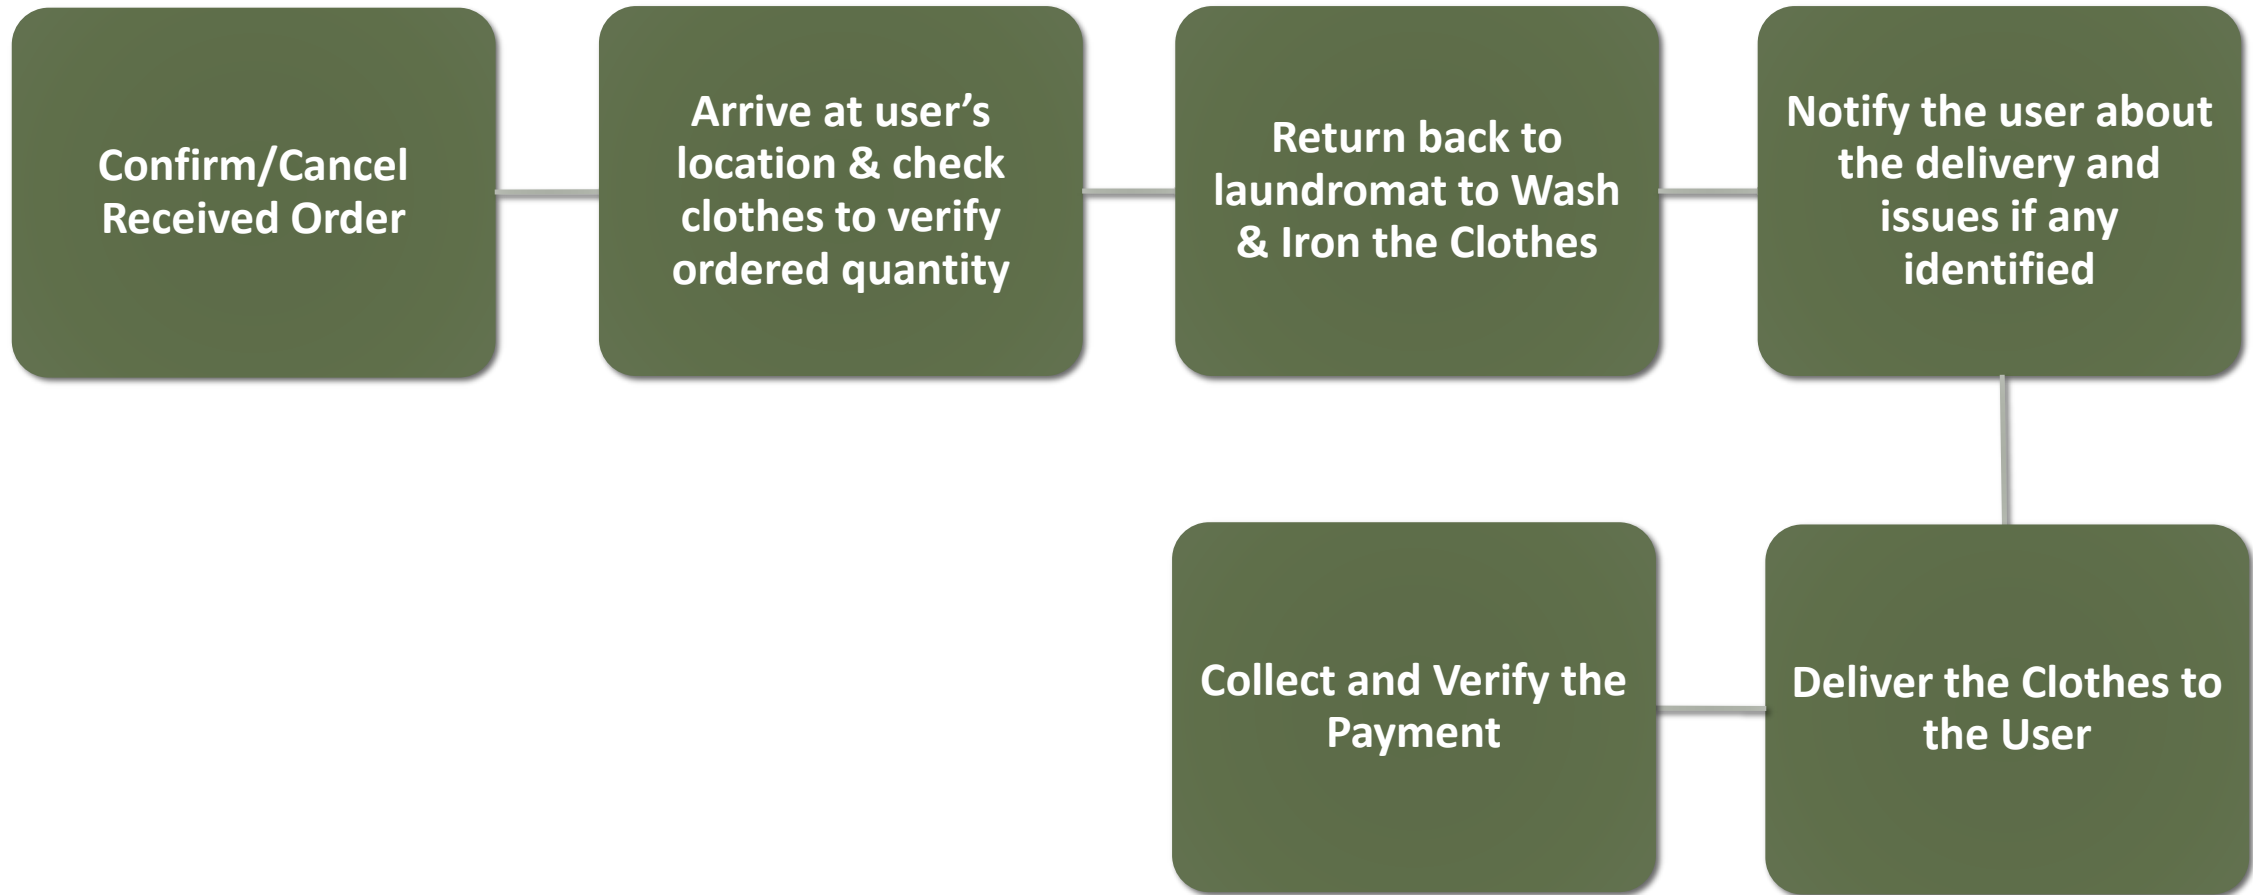 Confirm/Cancel
Received Order
Arrive at user’s
location & check
clothes to verify
ordered quantity
Return back to
laundromat to Wash
& Iron the Clothes
Notify the user about
the delivery and
issues if any
identified
Deliver the Clothes to
the User
Collect and Verify the
Payment